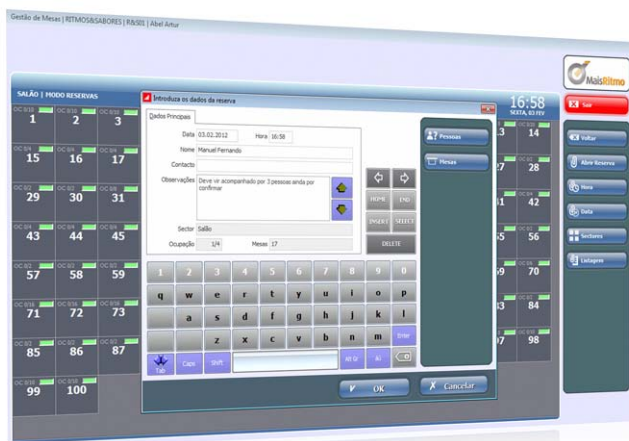 Gestão de Mesas | RITMOS&SABORES | R&S01 | Abel Artur
MaisRitmo
SALÃO | MODO RESERVAS
16:58
SEXTA, 03 FEV
Sair
Introduza os dados da reserva
Dados Principais
Data 03.02.2012 Hora 16:58
Nome Manuel Fernando
Contacto
Observações Deve vir acompanhado por 3 pessoas ainda por
confirmar
Sector Salão
Ocupação 1/4 Mesas 17
Pessoas
Mesas
HOME END
INSERT SELECT
DELETE
1 2 3 4 5 6 7 8 9 0
q w e r t y u i o p
a s d f g h j k l
z x c v b n m Enter
Tab Caps Shift Alt Gr
OK Cancelar
Voltar
Abrir Reserva
Hora
Data
Sectores
Listagem
1 2 3 14
15 16 17 28
29 30 31 42
43 44 45 56
57 58 59 70
71 72 73 84
85 86 87 98
99 100